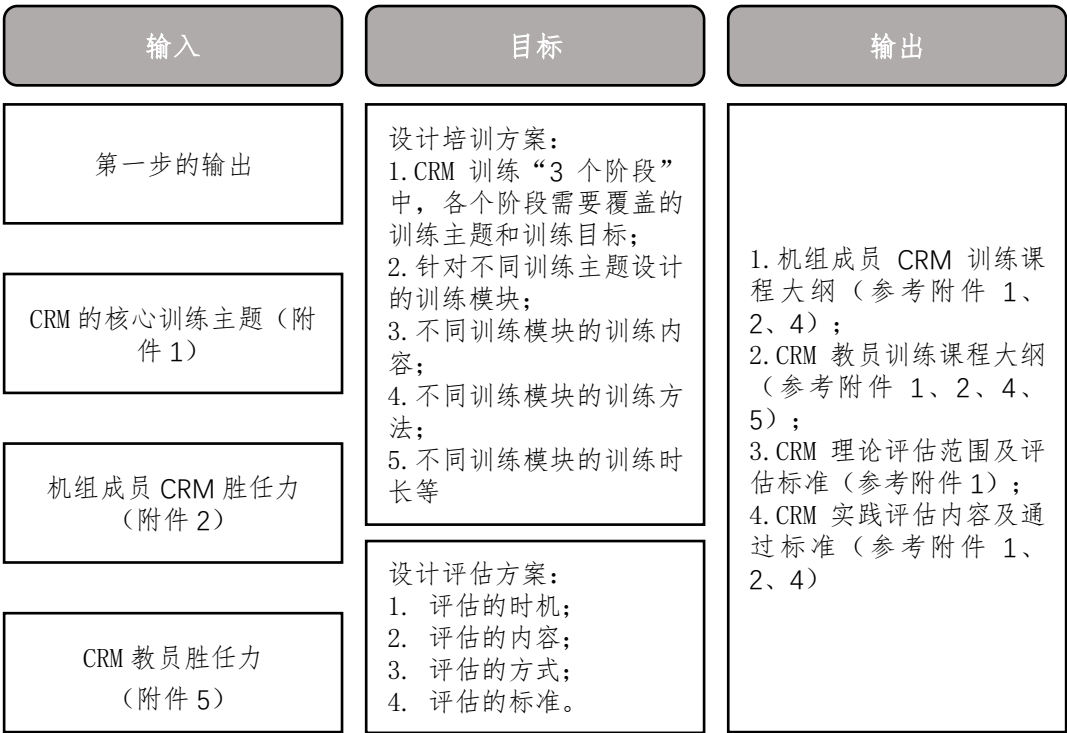 输入
目标
输出
第一步的输出
CRM 的核心训练主题（附
件 1）
机组成员 CRM 胜任力
（附件 2）
CRM 教员胜任力
（附件 5）
设计培训方案：
1.CRM 训练“3 个阶段”
中，各个阶段需要覆盖的
训练主题和训练目标；
2.针对不同训练主题设计
的训练模块；
3.不同训练模块的训练内
容；
4.不同训练模块的训练方
法；
5.不同训练模块的训练时
长等
设计评估方案：
1. 评估的时机；
2. 评估的内容；
3. 评估的方式；
4. 评估的标准。
1.机组成员 CRM 训练课
程大纲（参考附件 1、
2、4）；
2.CRM 教员训练课程大纲
（参考附件 1、2、4、
5）；
3.CRM 理论评估范围及评
估标准（参考附件 1）；
4.CRM 实践评估内容及通
过标准（参考附件 1、
2、4）